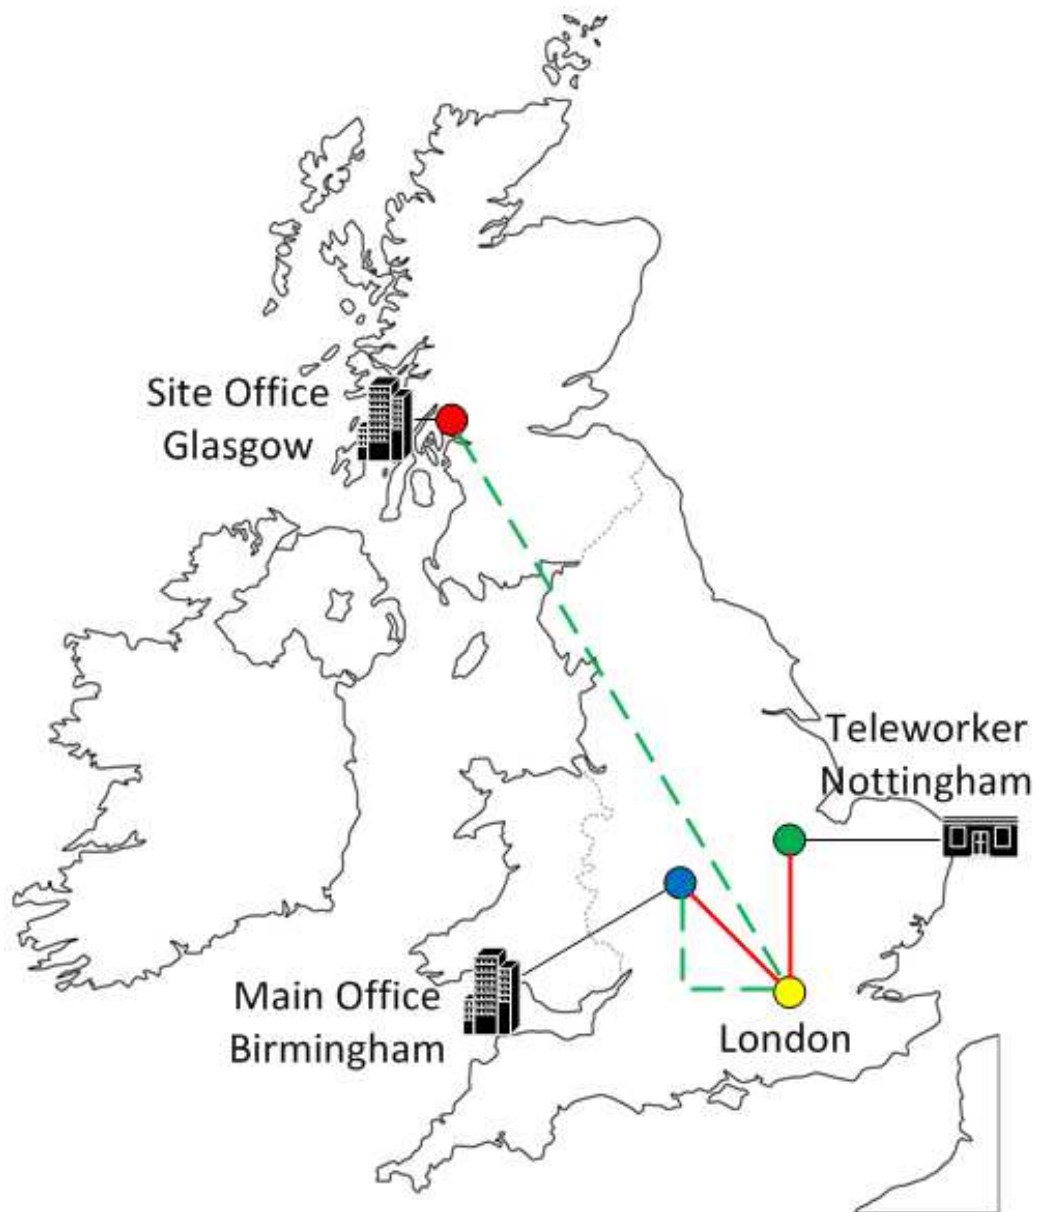 Site Office
Glasgow
Teleworker
Nottingham
Main Office
Birmingham
London